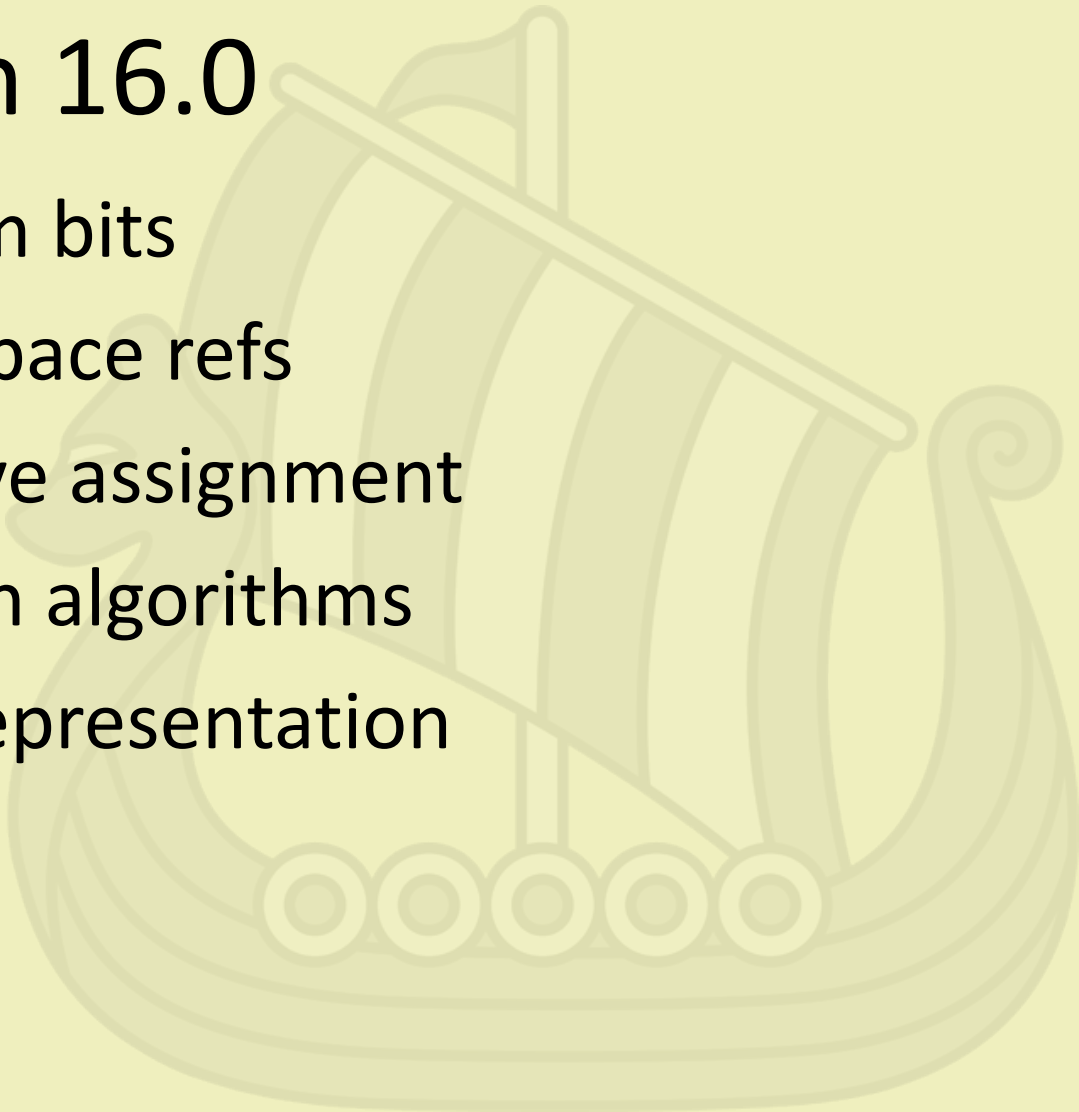 n 16.0
n bits
pace refs
ve assignment
n algorithms
epresentation